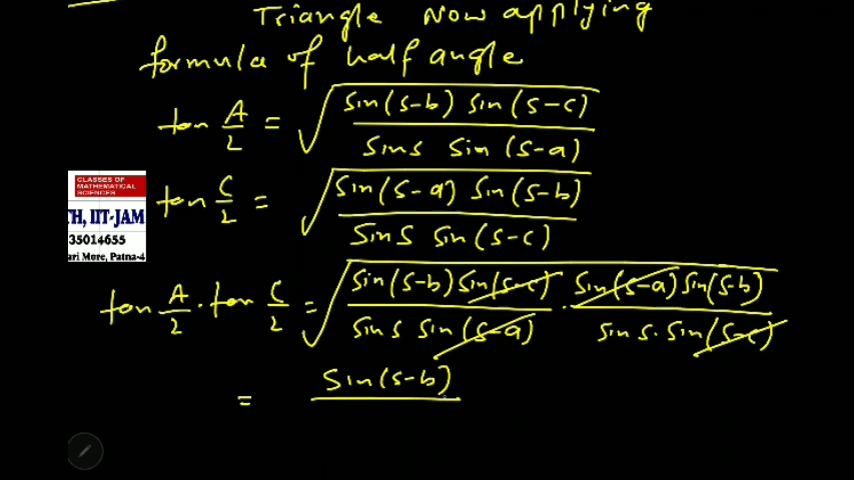 Triangle Now applying
formula of half angle
tan A/2 = √(sin(s-b) sin(s-c) / sins sin(s-a))
CLASSES OF
MATHEMATICAL
SCIENCES
TH, IIT-JAM
35014655
ari More, Patna-4
tan C/2 = √(sin(s-a) sin(s-b) / sins sin(s-c))
tan A/2 · tan C/2 = √(sin(s-b) sin(s-c) / sins sin(s-a) · sin(s-a) sin(s-b) / sins · sin(s-c))
= sin(s-b)